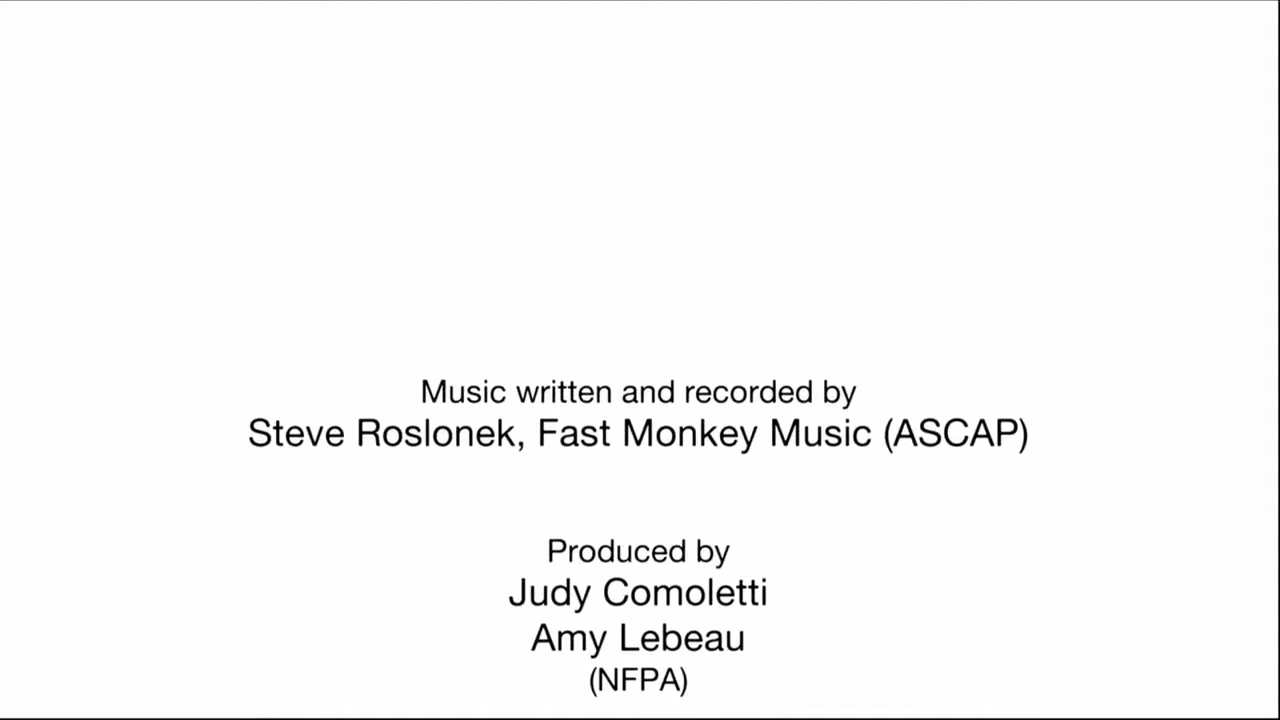 Music written and recorded by
Steve Roslonek, Fast Monkey Music (ASCAP)
Produced by
Judy Comoletti
Amy Lebeau
(NFPA)